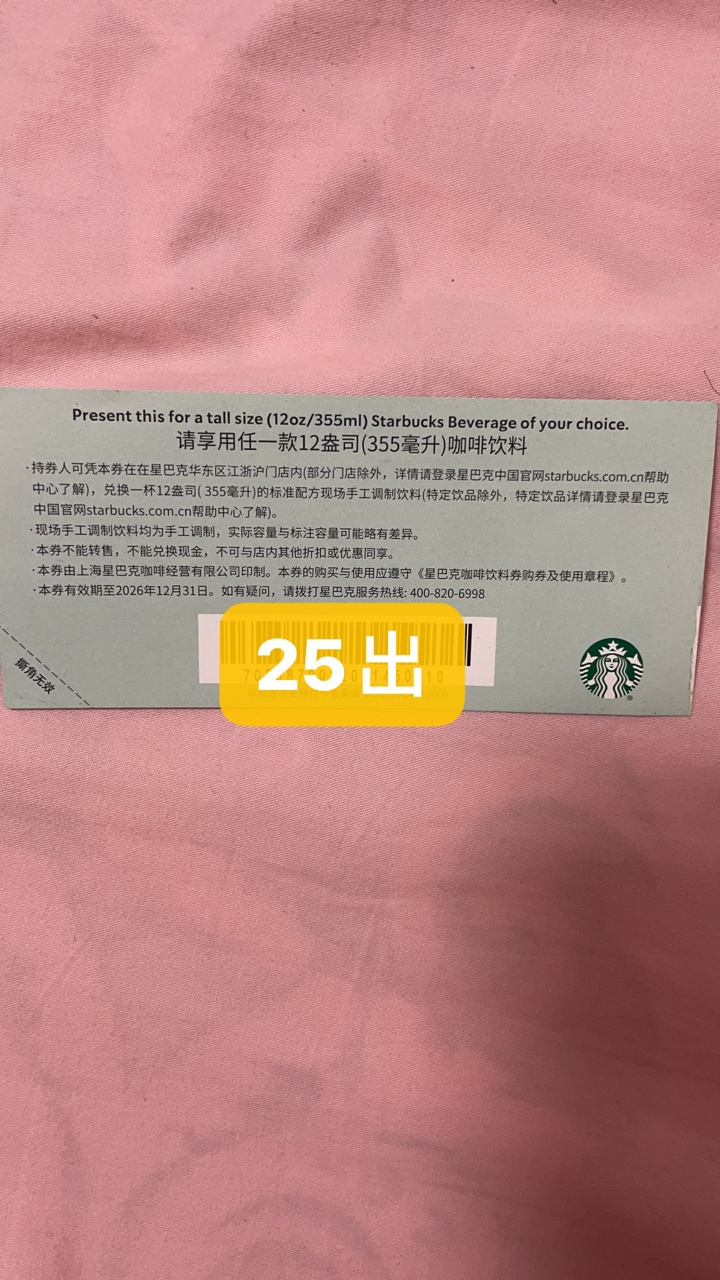 Present this for a tall size (12oz/355ml) Starbucks Beverage of your choice.
请享用任一款12盎司(355毫升)咖啡饮料
·持券人可凭本券在在星巴克华东区江浙沪门店内(部分门店除外，详情请登录星巴克中国官网starbucks.com.cn帮助
中心了解)，兑换一杯12盎司( 355毫升)的标准配方现场手工调制饮料(特定饮品除外，特定饮品详情请登录星巴克
中国官网starbucks.com.cn帮助中心了解)。
·现场手工调制饮料均为手工调制，实际容量与标注容量可能略有差异。
·本券不能转售，不能兑换现金，不可与店内其他折扣或优惠同享。
·本券由上海星巴克咖啡经营有限公司印制。本券的购买与使用应遵守《星巴克咖啡饮料券购券及使用章程》。
·本券有效期至2026年12月31日。如有疑问，请拨打星巴克服务热线: 400-820-6998
25出
撕角无效